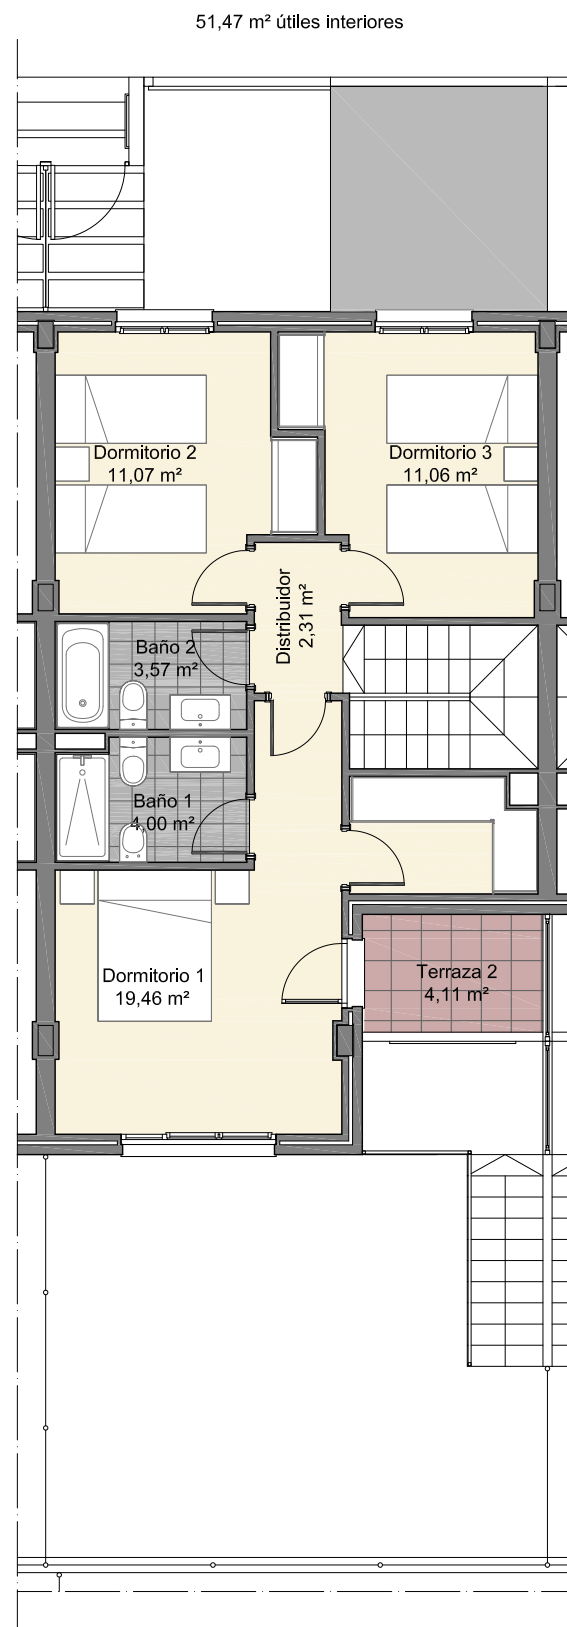 51,47 m² útiles interiores
Dormitorio 2
11,07 m²
Dormitorio 3
11,06 m²
Distribuidor
2,31 m²
Baño 2
3,57 m²
Baño 1
4,00 m²
Dormitorio 1
19,46 m²
Terraza 2
4,11 m²